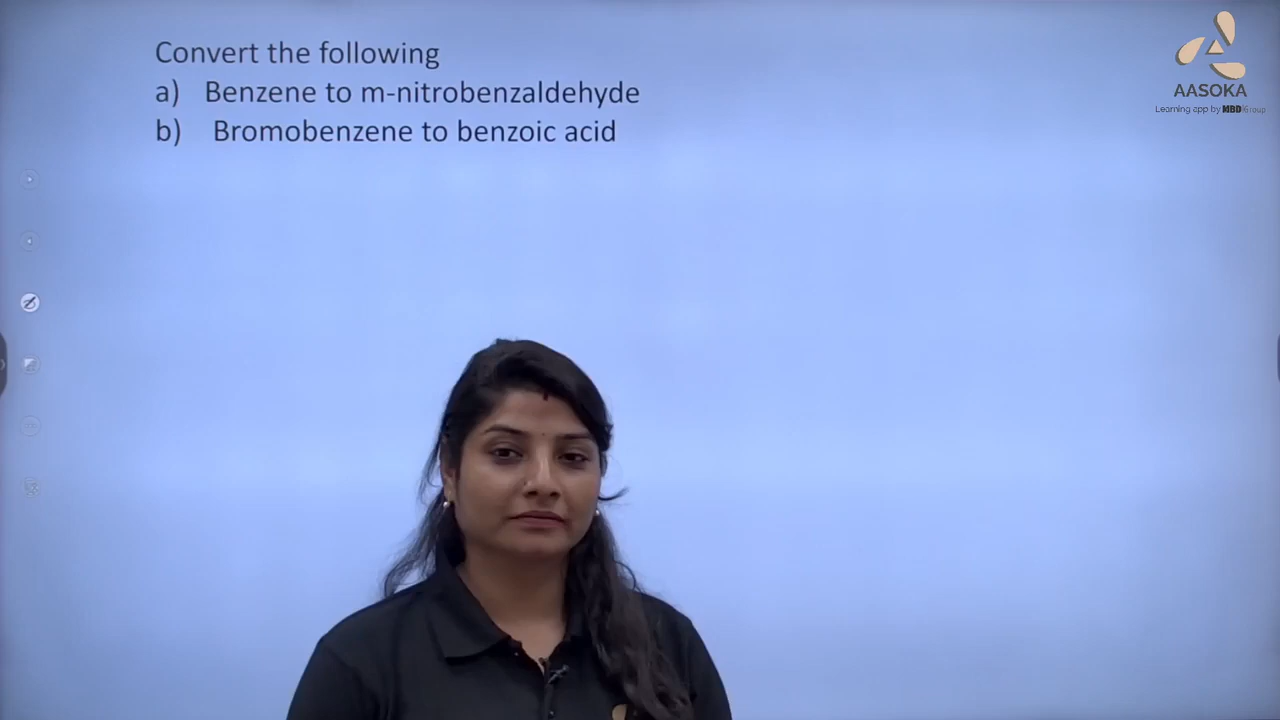 Convert the following
a) Benzene to m-nitrobenzaldehyde
b) Bromobenzene to benzoic acid
AASOKA
Learning app by MBD Group